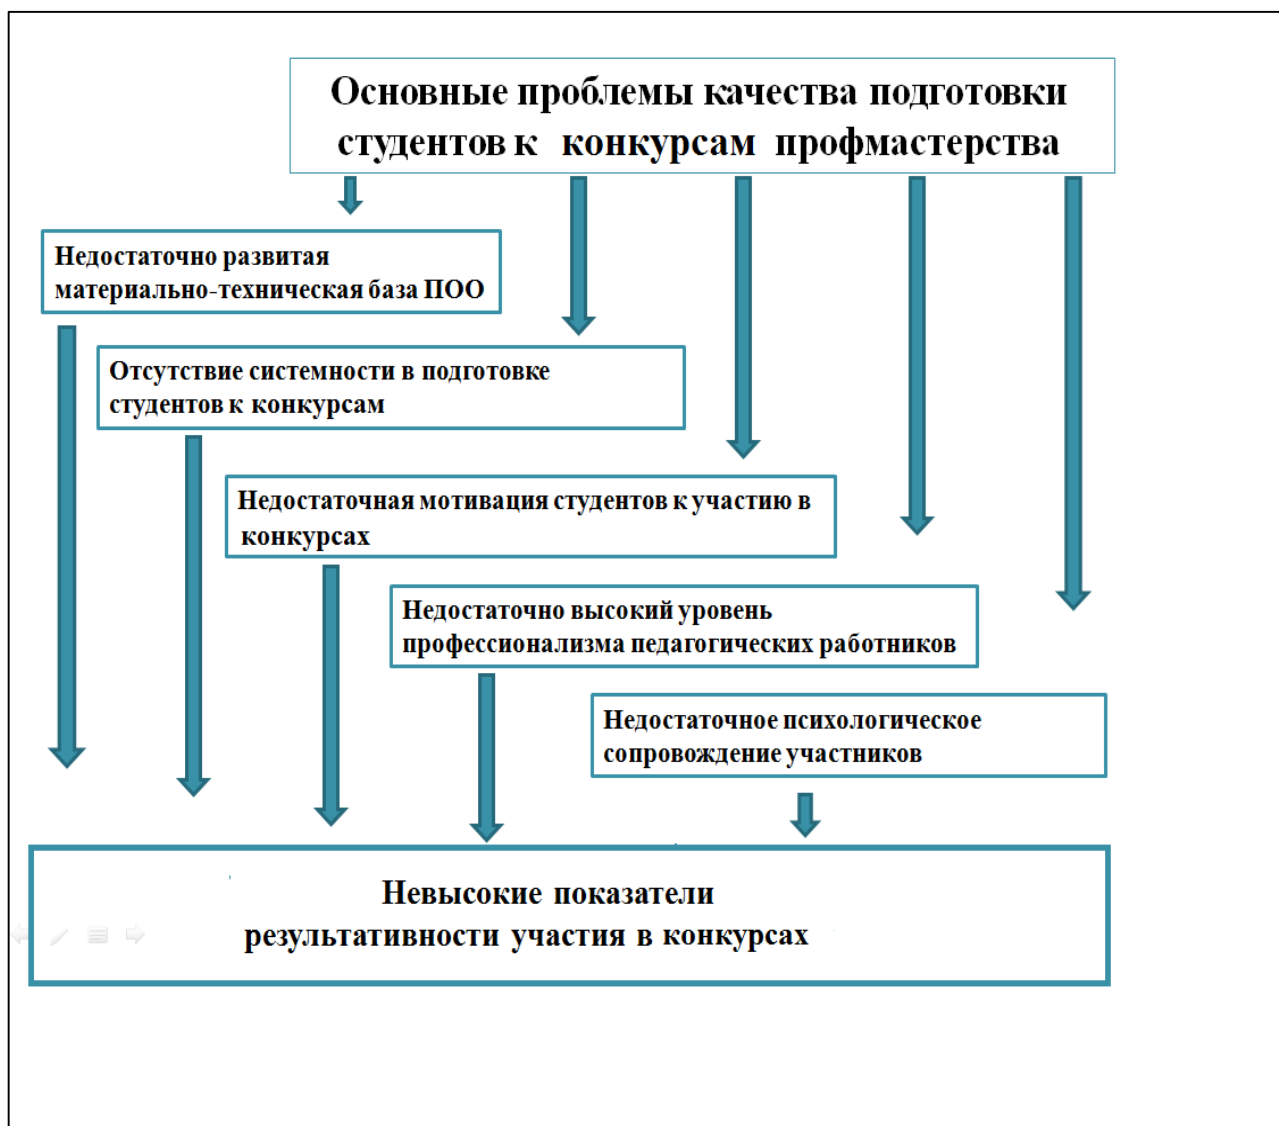 Основные проблемы качества подготовки
студентов к конкурсам профмастерства
Недостаточно развитая
материально-техническая база ПОО
Отсутствие системности в подготовке
студентов к конкурсам
Недостаточная мотивация студентов к участию в
конкурсах
Недостаточно высокий уровень
профессионализма педагогических работников
Недостаточное психологическое
сопровождение участников
Невысокие показатели
результативности участия в конкурсах